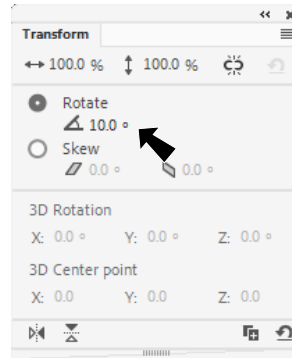 Transform
100.0 % 100.0 %
Rotate
10.0 °
Skew
0.0 ° 0.0 °
3D Rotation
X: 0.0 ° Y: 0.0 ° Z: 0.0 °
3D Center point
X: 0.0 Y: 0.0 Z: 0.0